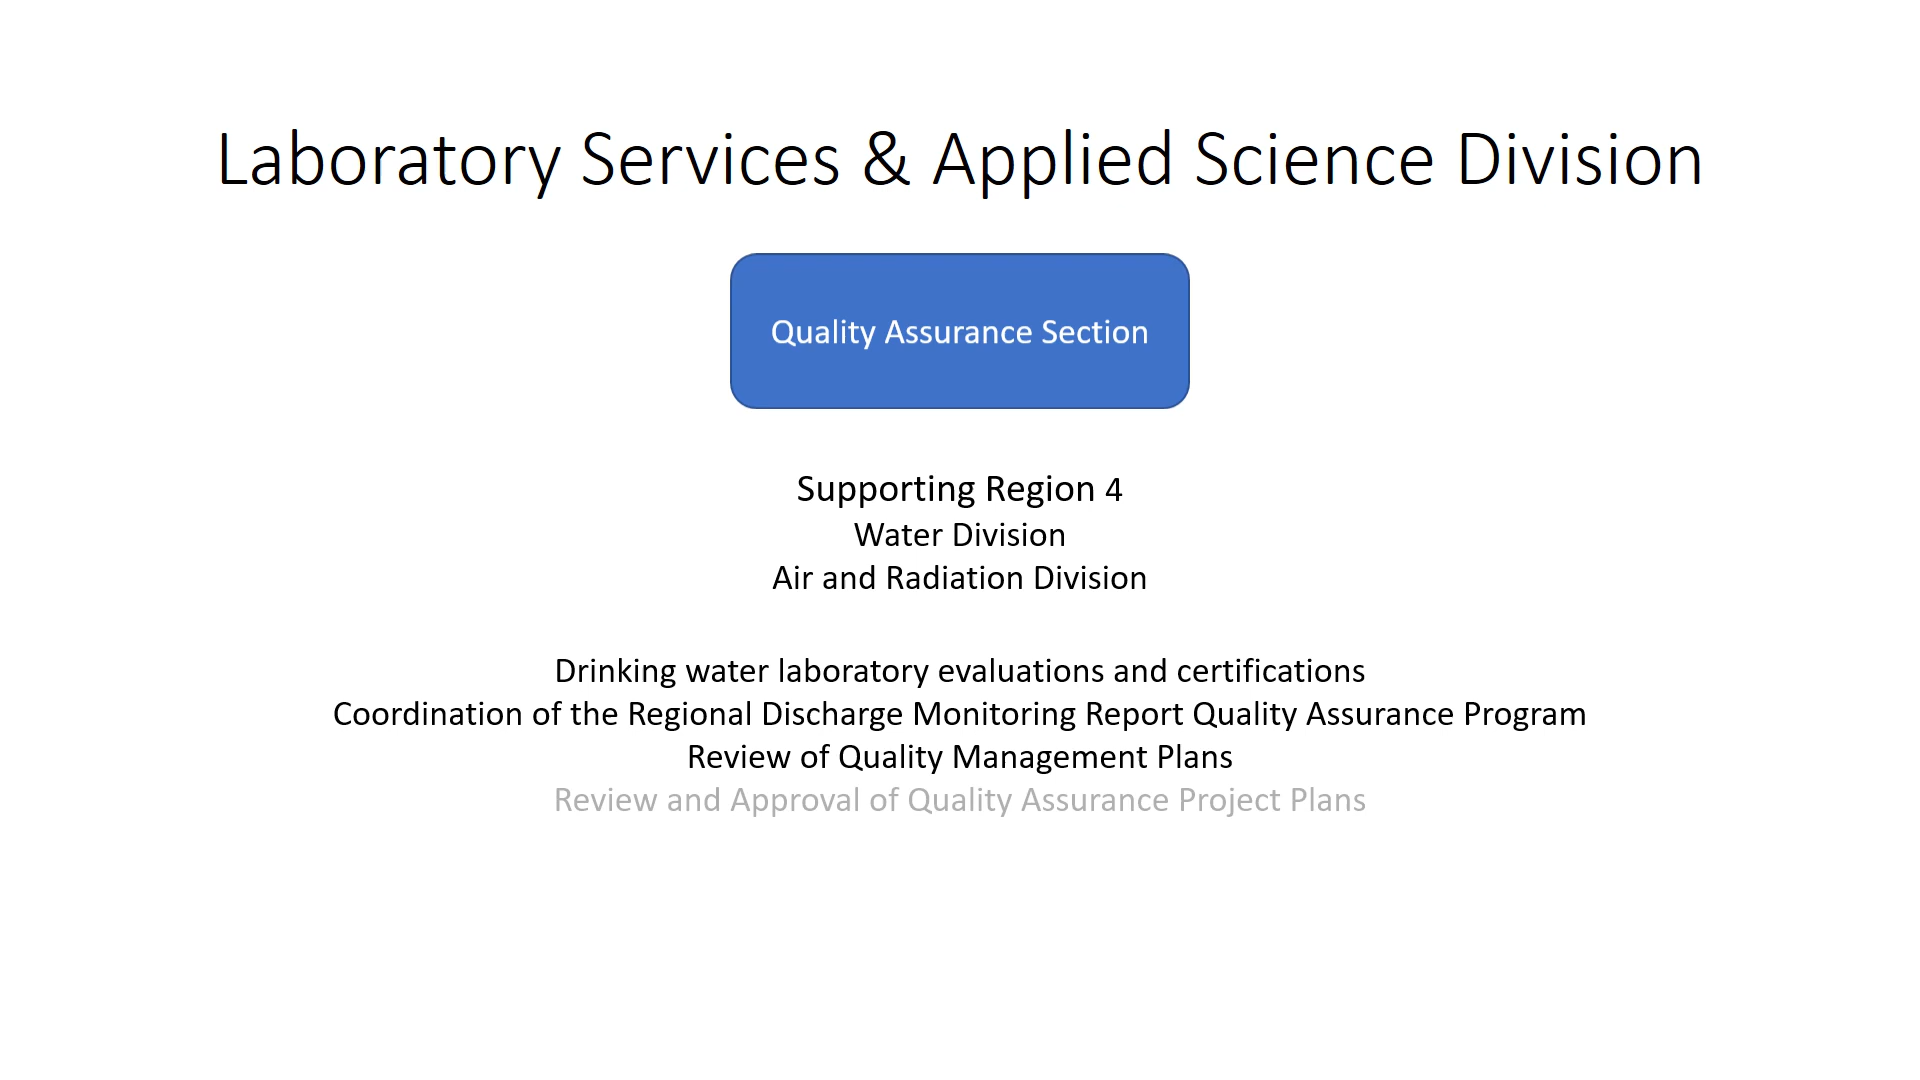 Laboratory Services & Applied Science Division
Quality Assurance Section
Supporting Region 4
Water Division
Air and Radiation Division
Drinking water laboratory evaluations and certifications
Coordination of the Regional Discharge Monitoring Report Quality Assurance Program
Review of Quality Management Plans
Review and Approval of Quality Assurance Project Plans